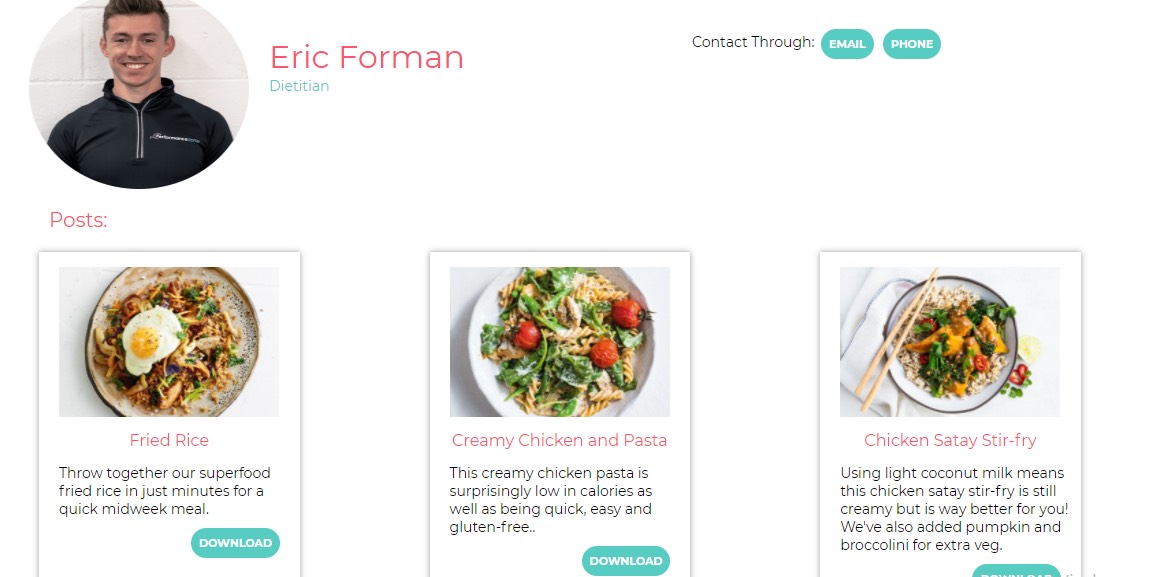 Eric Forman
Dietitian
Contact Through: EMAIL PHONE
Posts:
Fried Rice
Throw together our superfood
fried rice in just minutes for a
quick midweek meal.
DOWNLOAD
Creamy Chicken and Pasta
This creamy chicken pasta is
surprisingly low in calories as
well as being quick, easy and
gluten-free..
DOWNLOAD
Chicken Satay Stir-fry
Using light coconut milk means
this chicken satay stir-fry is still
creamy but is way better for you!
We've also added pumpkin and
broccolini for extra veg.
DOWNLOAD